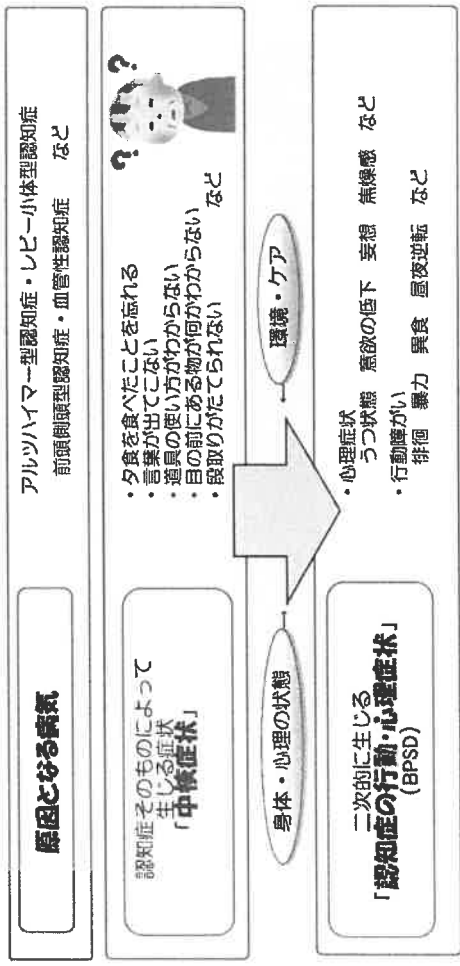 原因となる病気
アルツハイマー型認知症・レビー小体型認知症
前頭側頭型認知症・血管性認知症　など
認知症そのものによって
生じる症状
「中核症状」
・夕食を食べたことを忘れる
・言葉が出てこない
・道具の使い方がわからない
・目の前にある物が何かわからない
・段取りがたてられない　など
? ? ?
身体・心理の状態
環境・ケア
二次的に生じる
「認知症の行動・心理症状」
(BPSD)
・心理症状
うつ状態　意欲の低下　妄想　焦燥感　など
・行動障がい
徘徊　暴力　異食　昼夜逆転　など